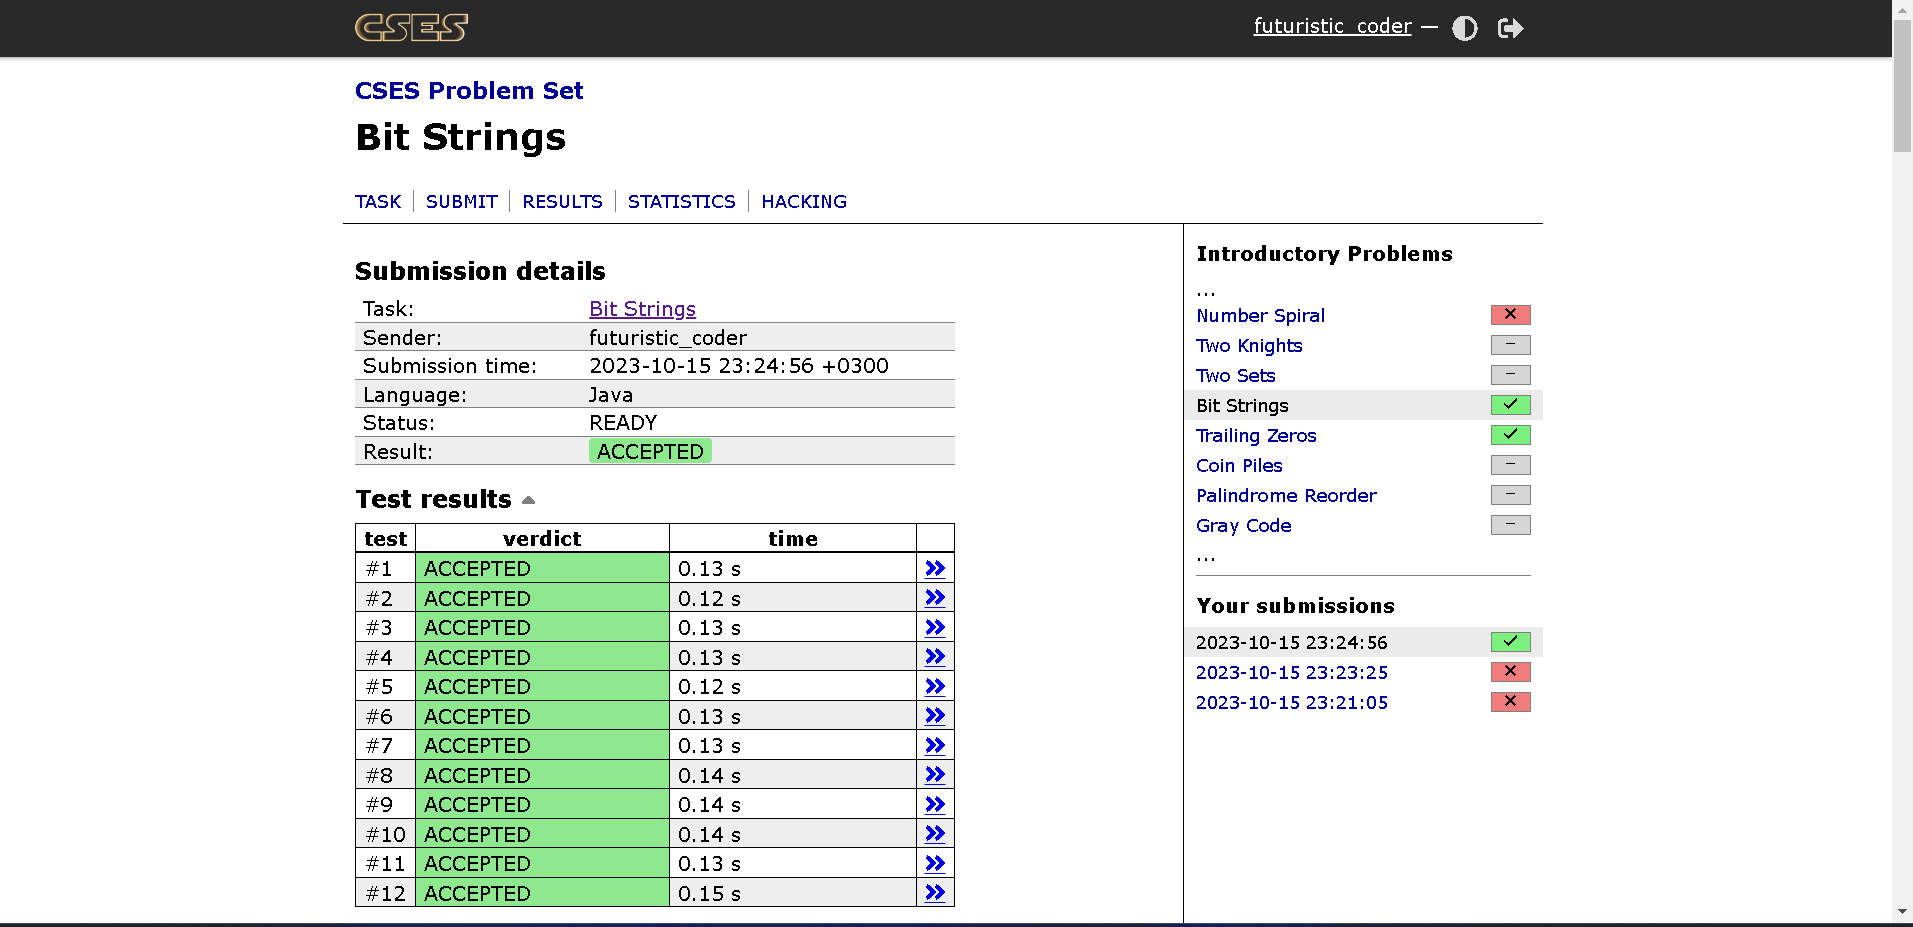 CSES
futuristic_coder —
CSES Problem Set
Bit Strings
TASK SUBMIT RESULTS STATISTICS HACKING
Submission details
Task: Bit Strings
Sender: futuristic_coder
Submission time: 2023-10-15 23:24:56 +0300
Language: Java
Status: READY
Result: ACCEPTED
Test results
test verdict time
#1 ACCEPTED 0.13 s »
#2 ACCEPTED 0.12 s »
#3 ACCEPTED 0.13 s »
#4 ACCEPTED 0.13 s »
#5 ACCEPTED 0.12 s »
#6 ACCEPTED 0.13 s »
#7 ACCEPTED 0.13 s »
#8 ACCEPTED 0.14 s »
#9 ACCEPTED 0.14 s »
#10 ACCEPTED 0.14 s »
#11 ACCEPTED 0.13 s »
#12 ACCEPTED 0.15 s »
Introductory Problems
...
Number Spiral
Two Knights –
Two Sets –
Bit Strings
Trailing Zeros
Coin Piles –
Palindrome Reorder –
Gray Code –
...
Your submissions
2023-10-15 23:24:56
2023-10-15 23:23:25
2023-10-15 23:21:05